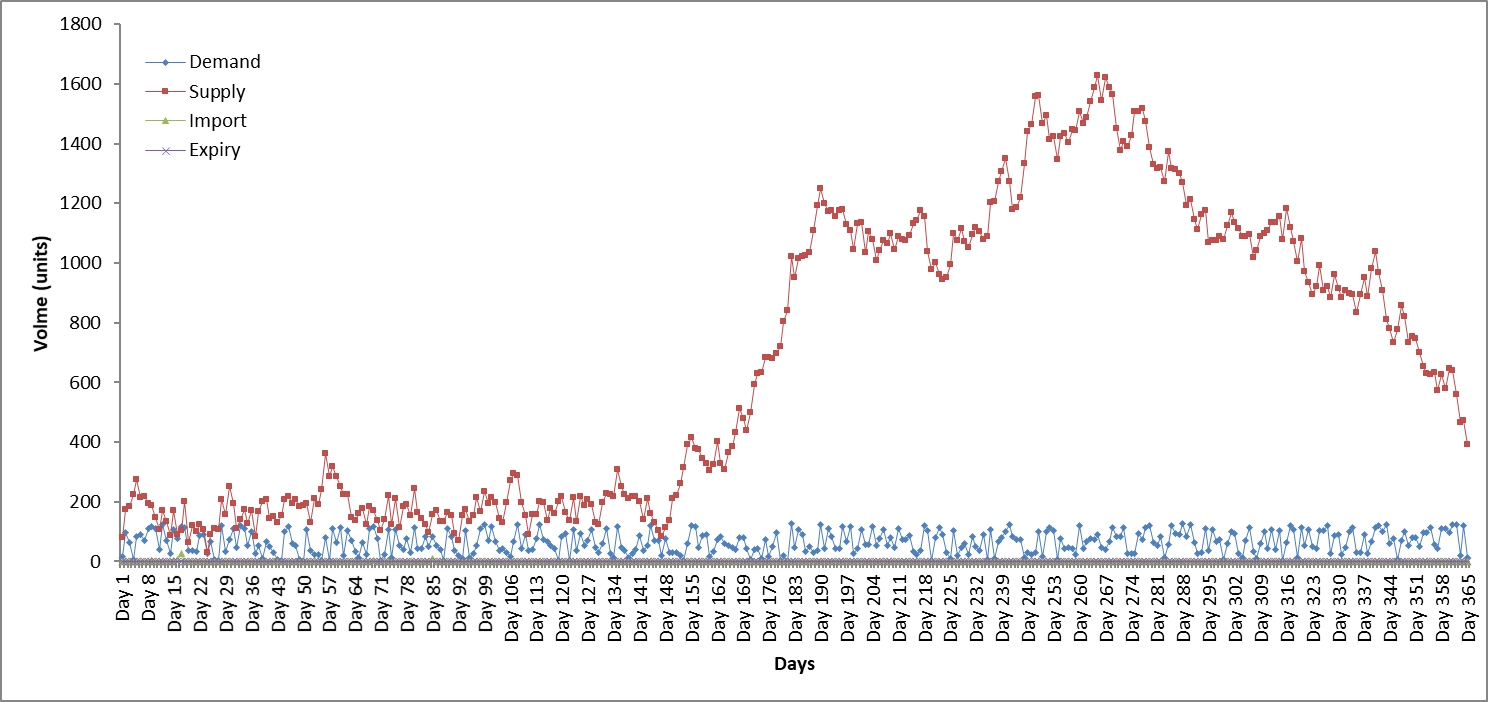 1800
1600
1400
1200
1000
800
600
400
200
0
Volme (units)
Demand
Supply
Import
Expiry
Day 1
Day 8
Day 15
Day 22
Day 29
Day 36
Day 43
Day 50
Day 57
Day 64
Day 71
Day 78
Day 85
Day 92
Day 99
Day 106
Day 113
Day 120
Day 127
Day 134
Day 141
Day 148
Day 155
Day 162
Day 169
Day 176
Day 183
Day 190
Day 197
Day 204
Day 211
Day 218
Day 225
Day 232
Day 239
Day 246
Day 253
Day 260
Day 267
Day 274
Day 281
Day 288
Day 295
Day 302
Day 309
Day 316
Day 323
Day 330
Day 337
Day 344
Day 351
Day 358
Day 365
Days